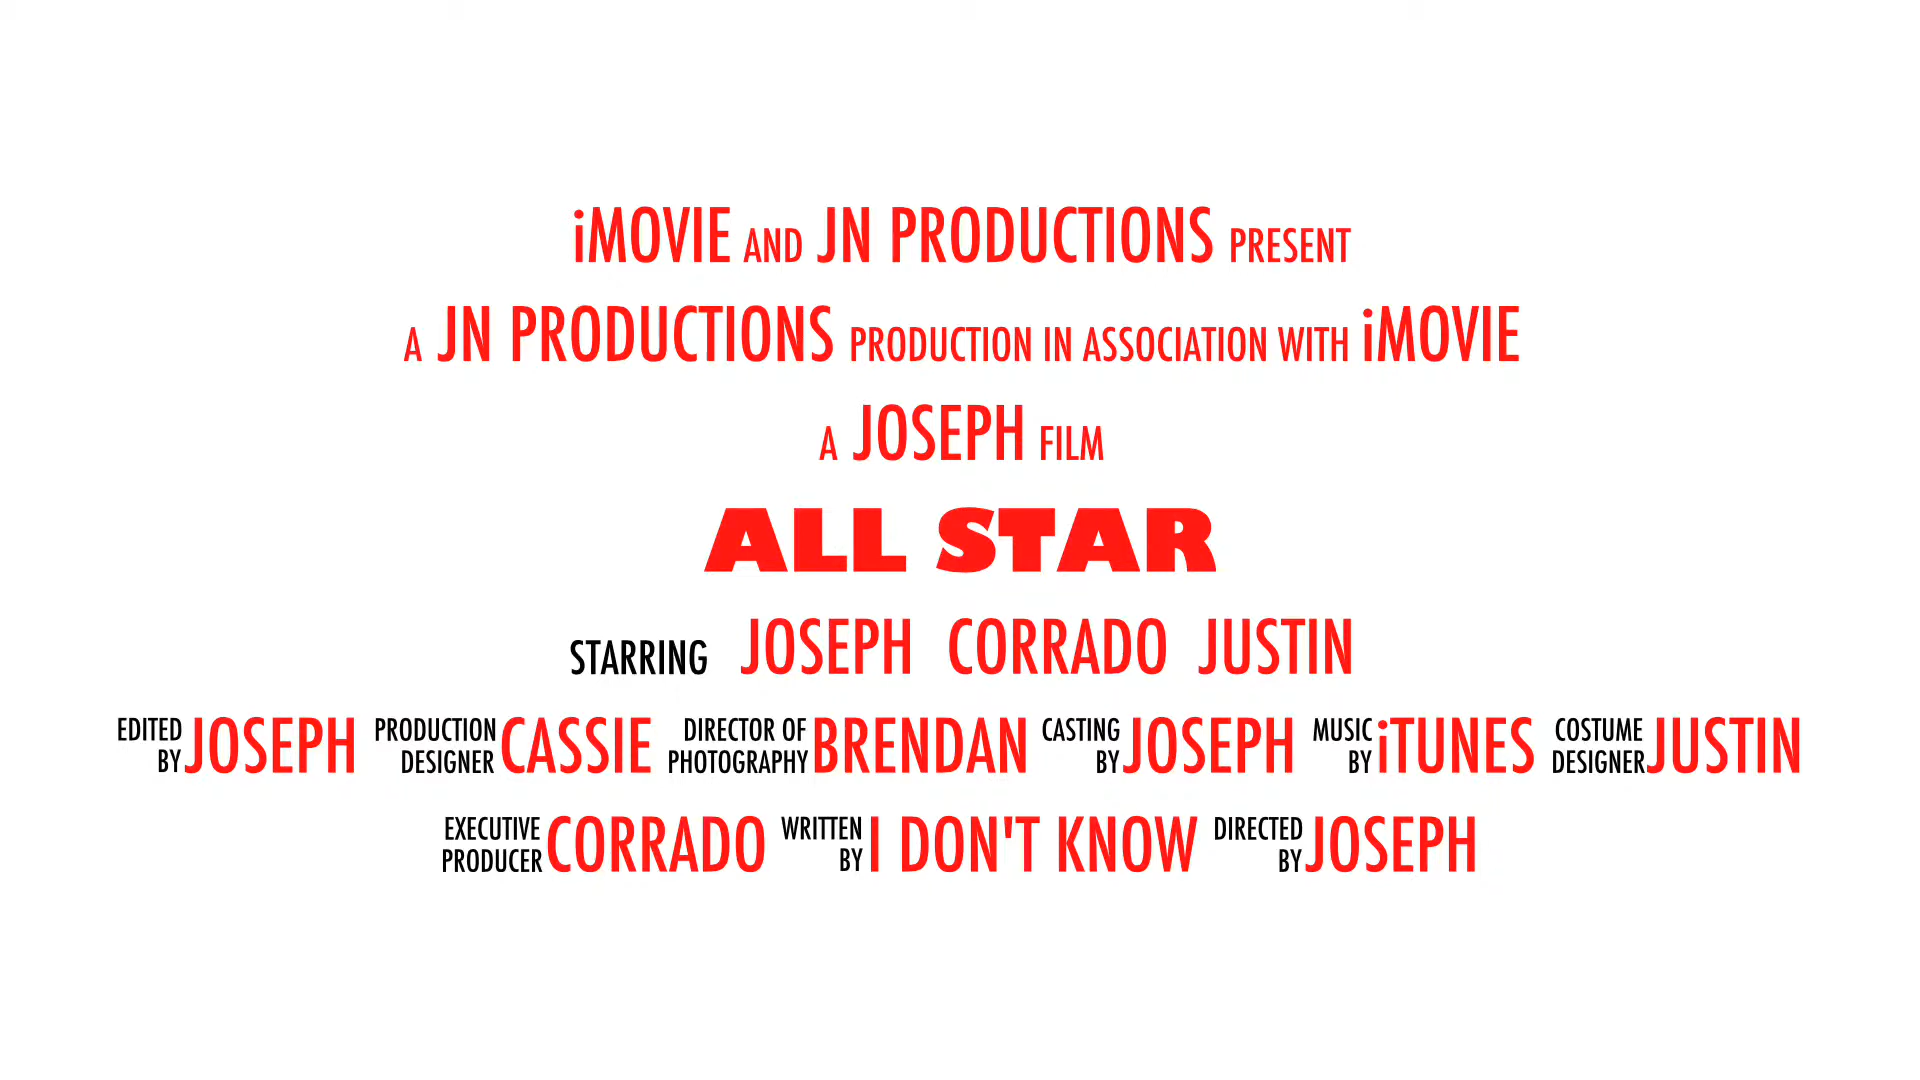 iMOVIE AND JN PRODUCTIONS PRESENT
A JN PRODUCTIONS PRODUCTION IN ASSOCIATION WITH iMOVIE
A JOSEPH FILM
ALL STAR
STARRING JOSEPH CORRADO JUSTIN
EDITED BY JOSEPH PRODUCTION DESIGNER CASSIE DIRECTOR OF PHOTOGRAPHY BRENDAN CASTING BY JOSEPH MUSIC BY iTUNES COSTUME DESIGNER JUSTIN
EXECUTIVE PRODUCER CORRADO WRITTEN BY I DON'T KNOW DIRECTED BY JOSEPH